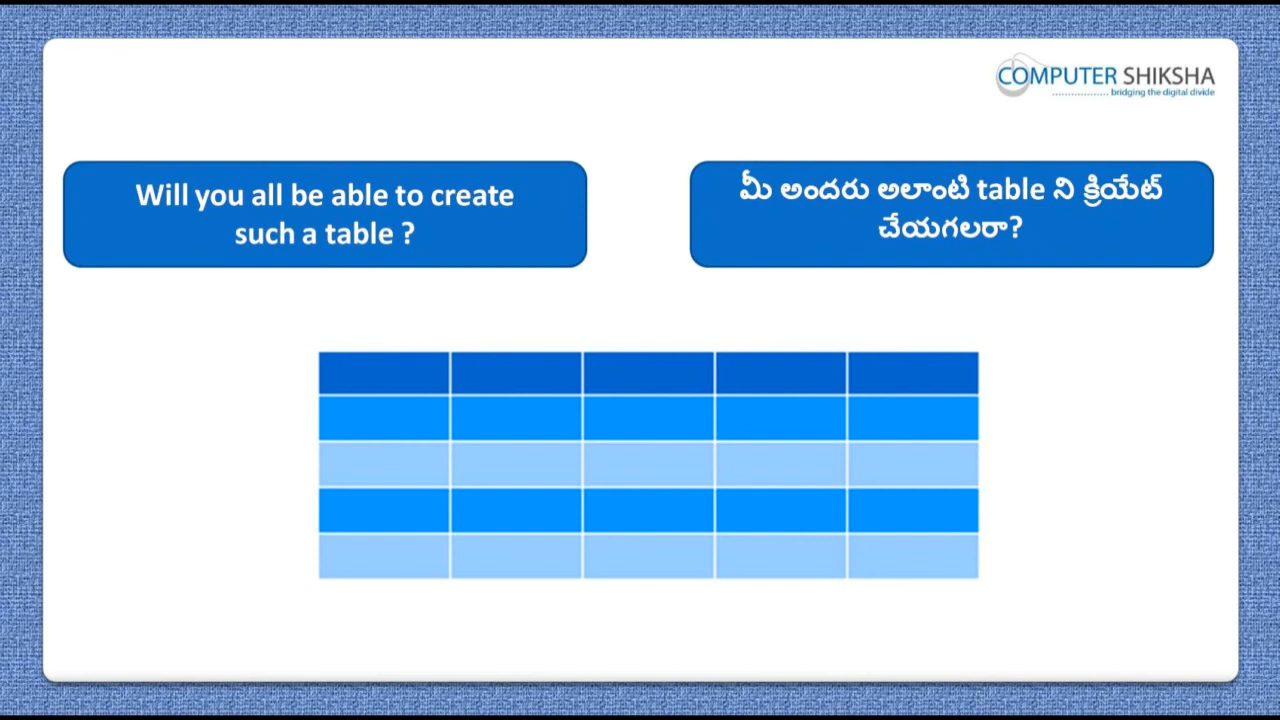 COMPUTER SHIKSHA
.................. bridging the digital divide
Will you all be able to create
such a table ?
మీ అందరు అలాంటి table ని క్రియేట్
చేయగలరా?